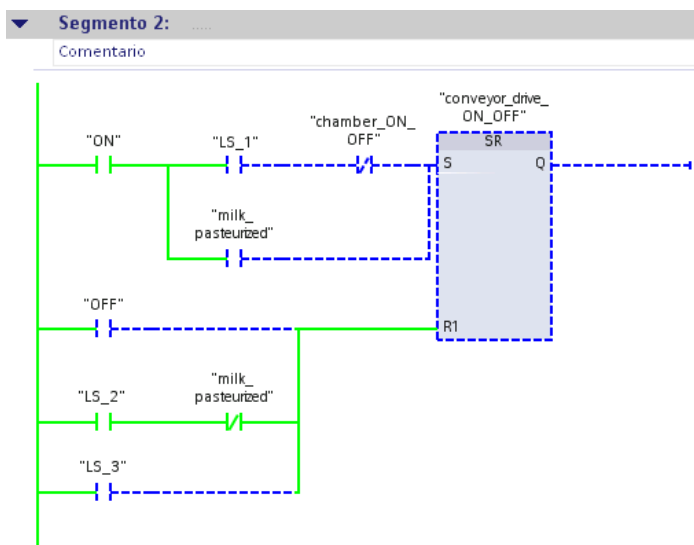 Segmento 2: .....
Comentario
"conveyor_drive_
ON_OFF"
"chamber_ON_
OFF"
"ON"
"LS_1"
SR
S
Q
"milk_
pasteurized"
"OFF"
R1
"milk_
pasteurized"
"LS_2"
"LS_3"